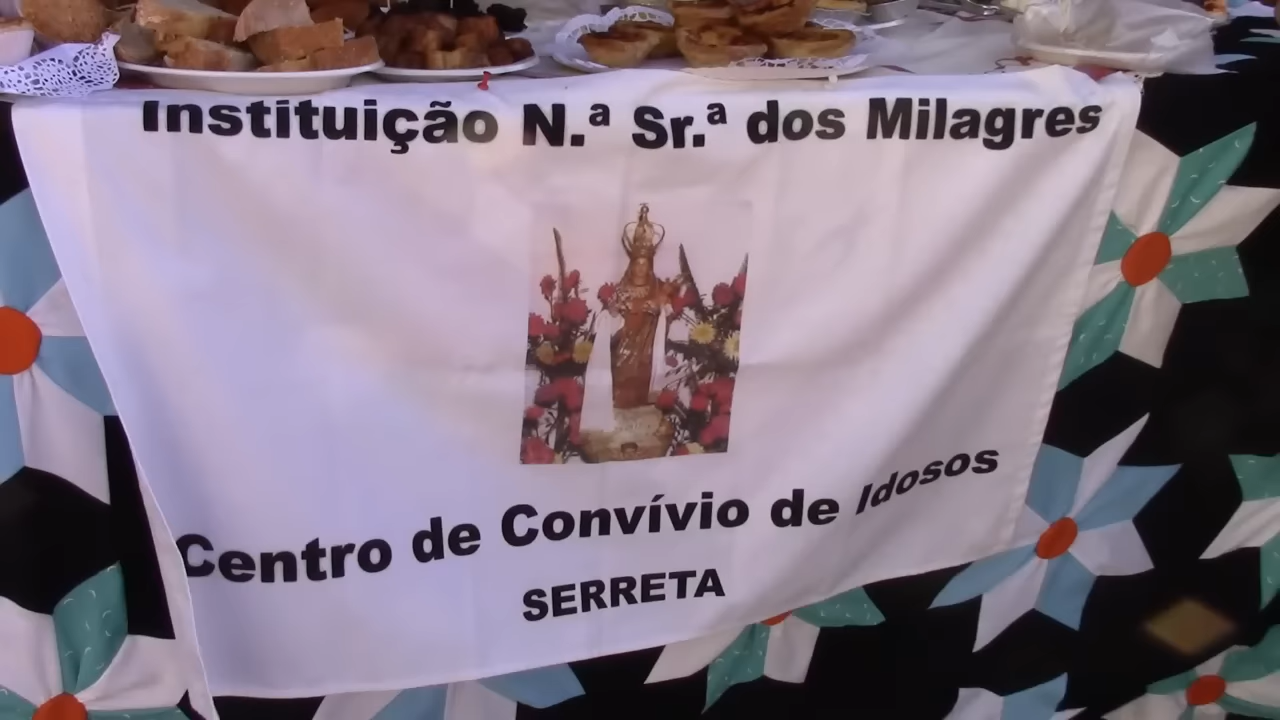 Instituição N.ª Sr.ª dos Milagres
Centro de Convívio de Idosos
SERRETA